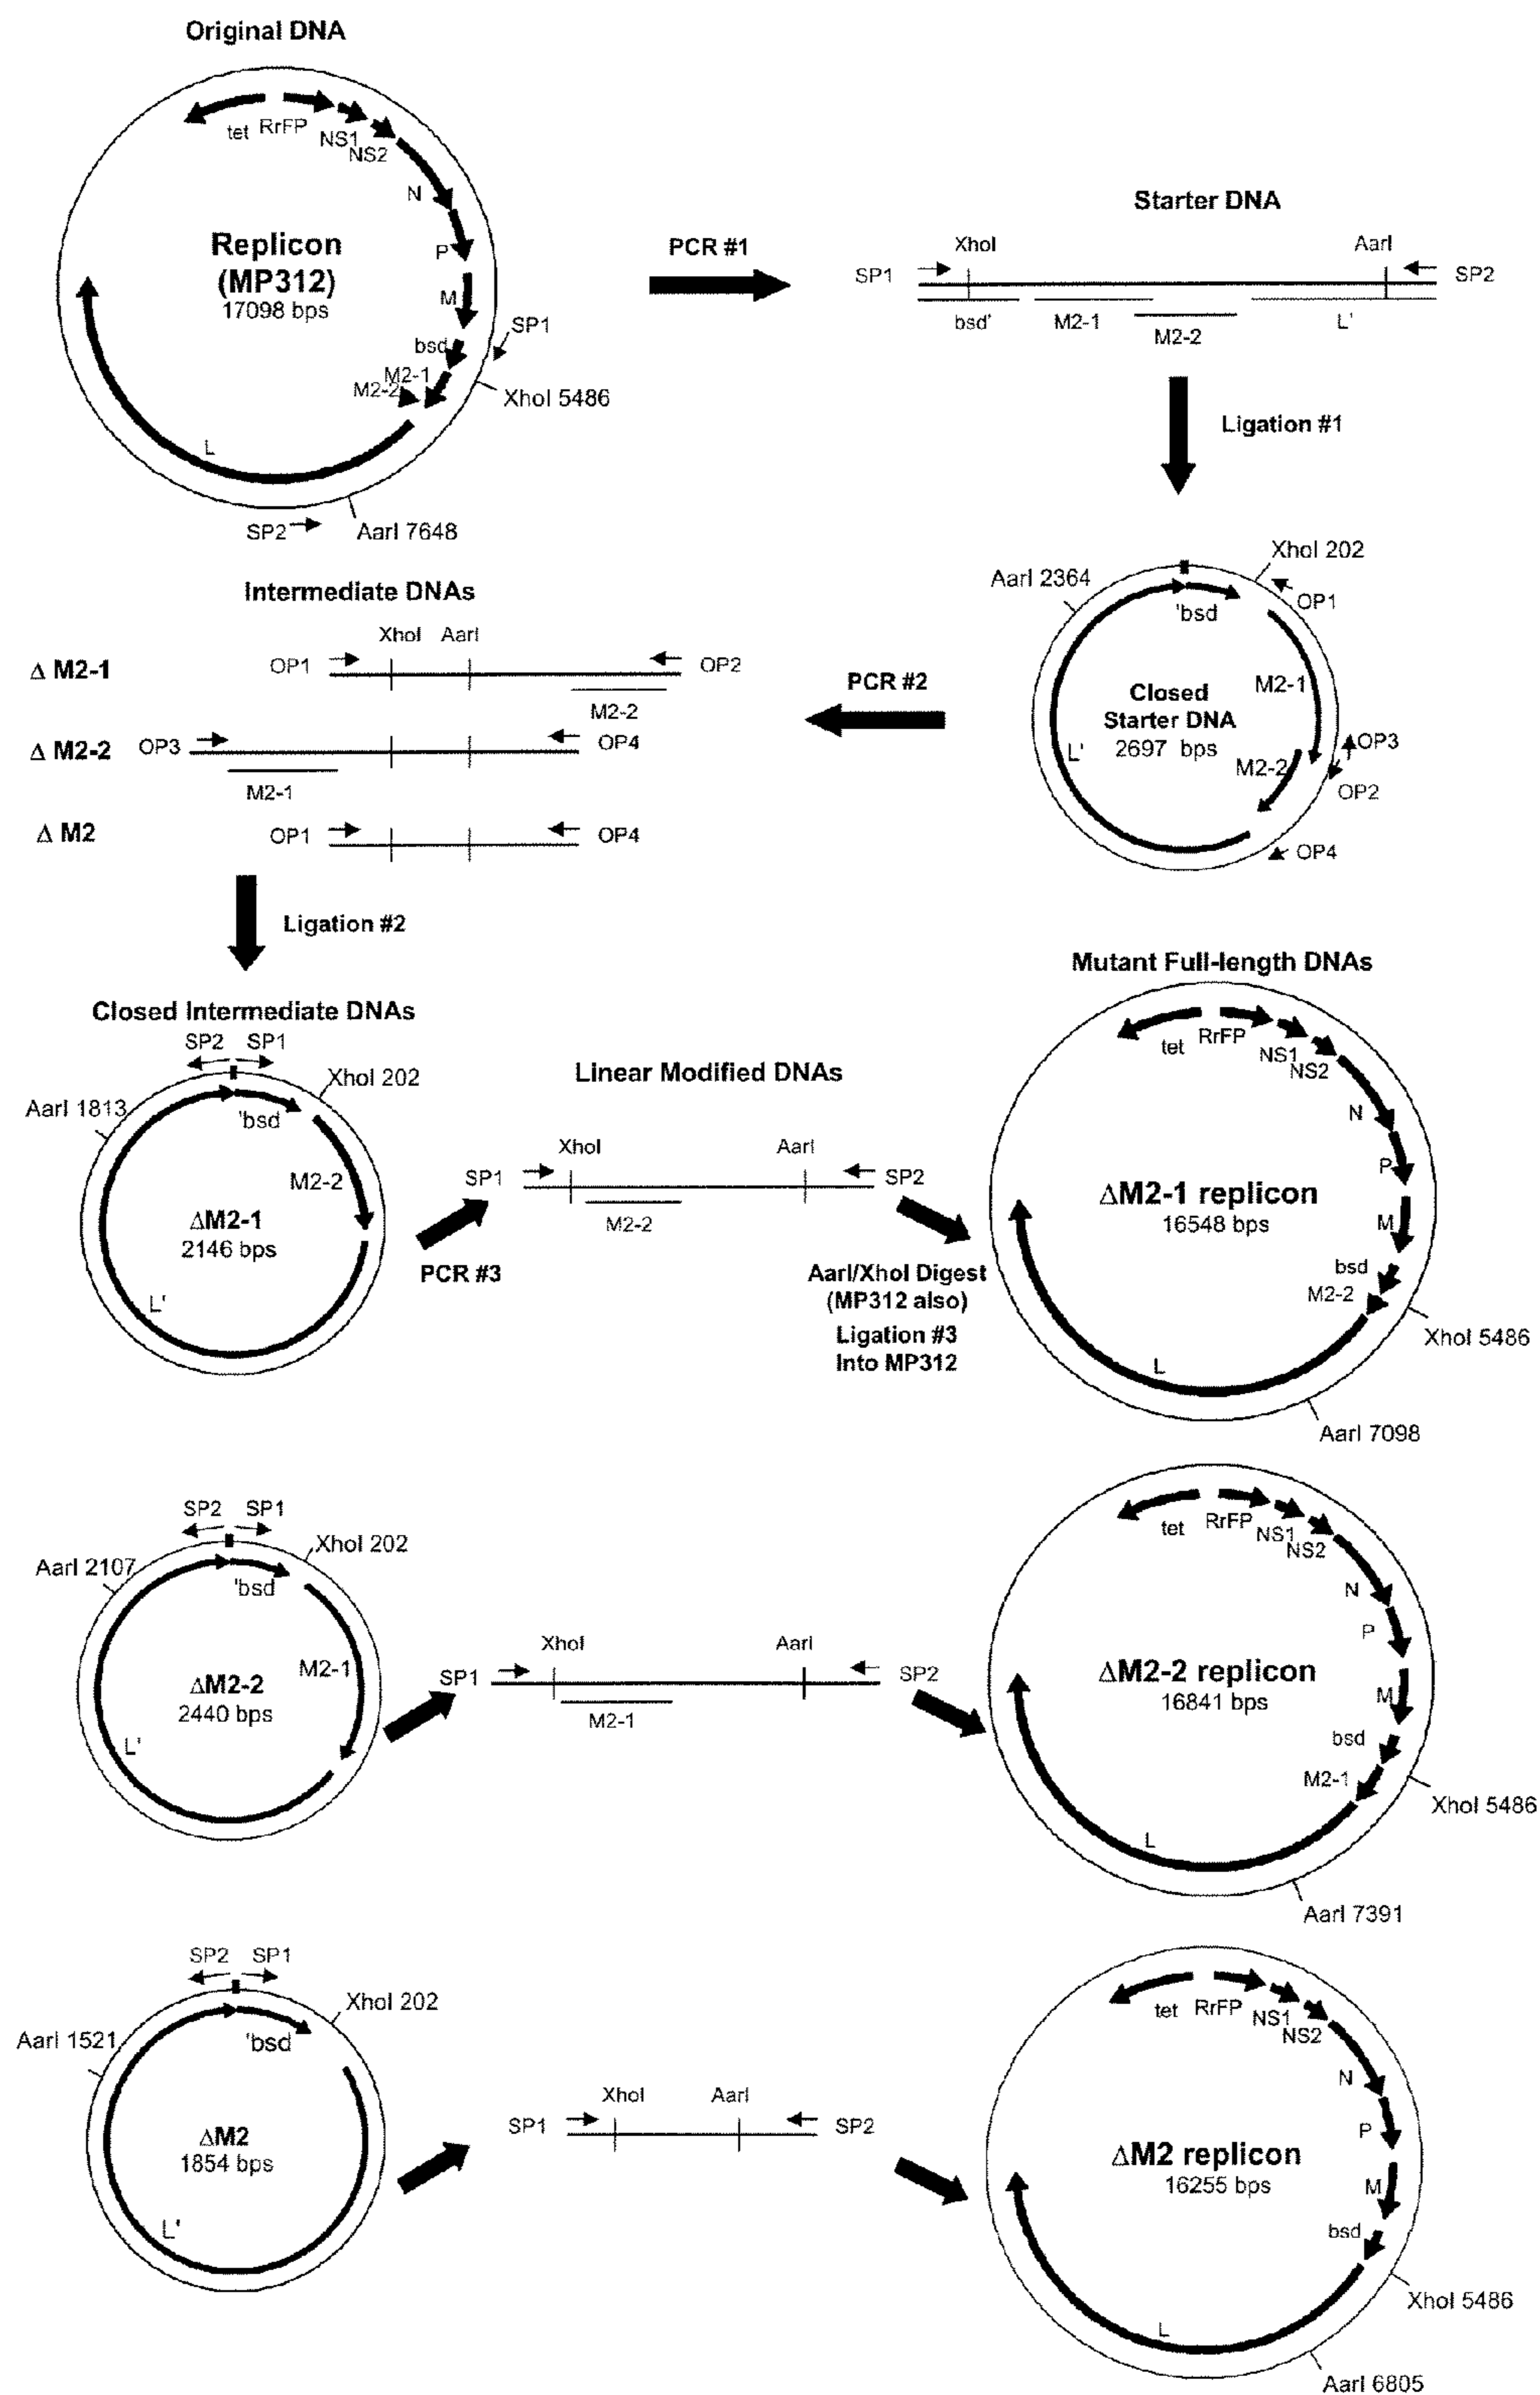 Original DNA
tet
RrFP
NS1
NS2
N
P
M
bsd
M2-1
M2-2
L
Replicon
(MP312)
17098 bps
SP1
XhoI 5486
AarI 7648
SP2
PCR #1
Starter DNA
XhoI
AarI
SP1
SP2
bsd'
M2-1
M2-2
L'
Ligation #1
XhoI 202
AarI 2364
OP1
'bsd
M2-1
Closed
Starter DNA
2697 bps
L'
M2-2
OP3
OP2
OP4
PCR #2
Intermediate DNAs
XhoI
AarI
Δ M2-1
OP1
OP2
M2-2
Δ M2-2
OP3
OP4
M2-1
Δ M2
OP1
OP4
Ligation #2
Closed Intermediate DNAs
SP2
SP1
XhoI 202
AarI 1813
'bsd
M2-2
ΔM2-1
2146 bps
L'
PCR #3
Linear Modified DNAs
XhoI
AarI
SP1
SP2
M2-2
AarI/XhoI Digest
(MP312 also)
Ligation #3
Into MP312
Mutant Full-length DNAs
tet
RrFP
NS1
NS2
N
P
M
bsd
M2-2
L
ΔM2-1 replicon
16548 bps
XhoI 5486
AarI 7098
SP2
SP1
XhoI 202
AarI 2107
'bsd
M2-1
ΔM2-2
2440 bps
L'
XhoI
AarI
SP1
SP2
M2-1
tet
RrFP
NS1
NS2
N
P
M
bsd
M2-1
L
ΔM2-2 replicon
16841 bps
XhoI 5486
AarI 7391
SP2
SP1
XhoI 202
AarI 1521
'bsd
ΔM2
1854 bps
L'
XhoI
AarI
SP1
SP2
tet
RrFP
NS1
NS2
N
P
M
bsd
L
ΔM2 replicon
16255 bps
XhoI 5486
AarI 6805